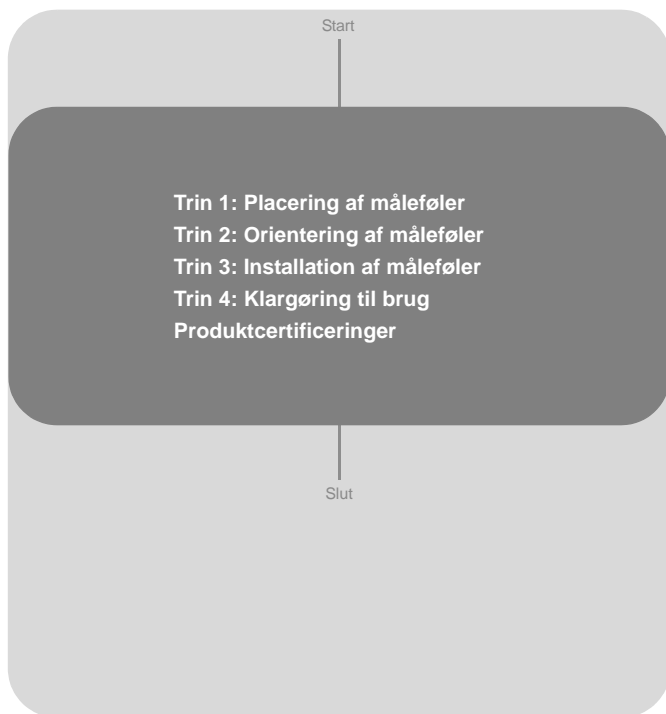 Start
Trin 1: Placering af måleføler
Trin 2: Orientering af måleføler
Trin 3: Installation af måleføler
Trin 4: Klargøring til brug
Produktcertificeringer
Slut